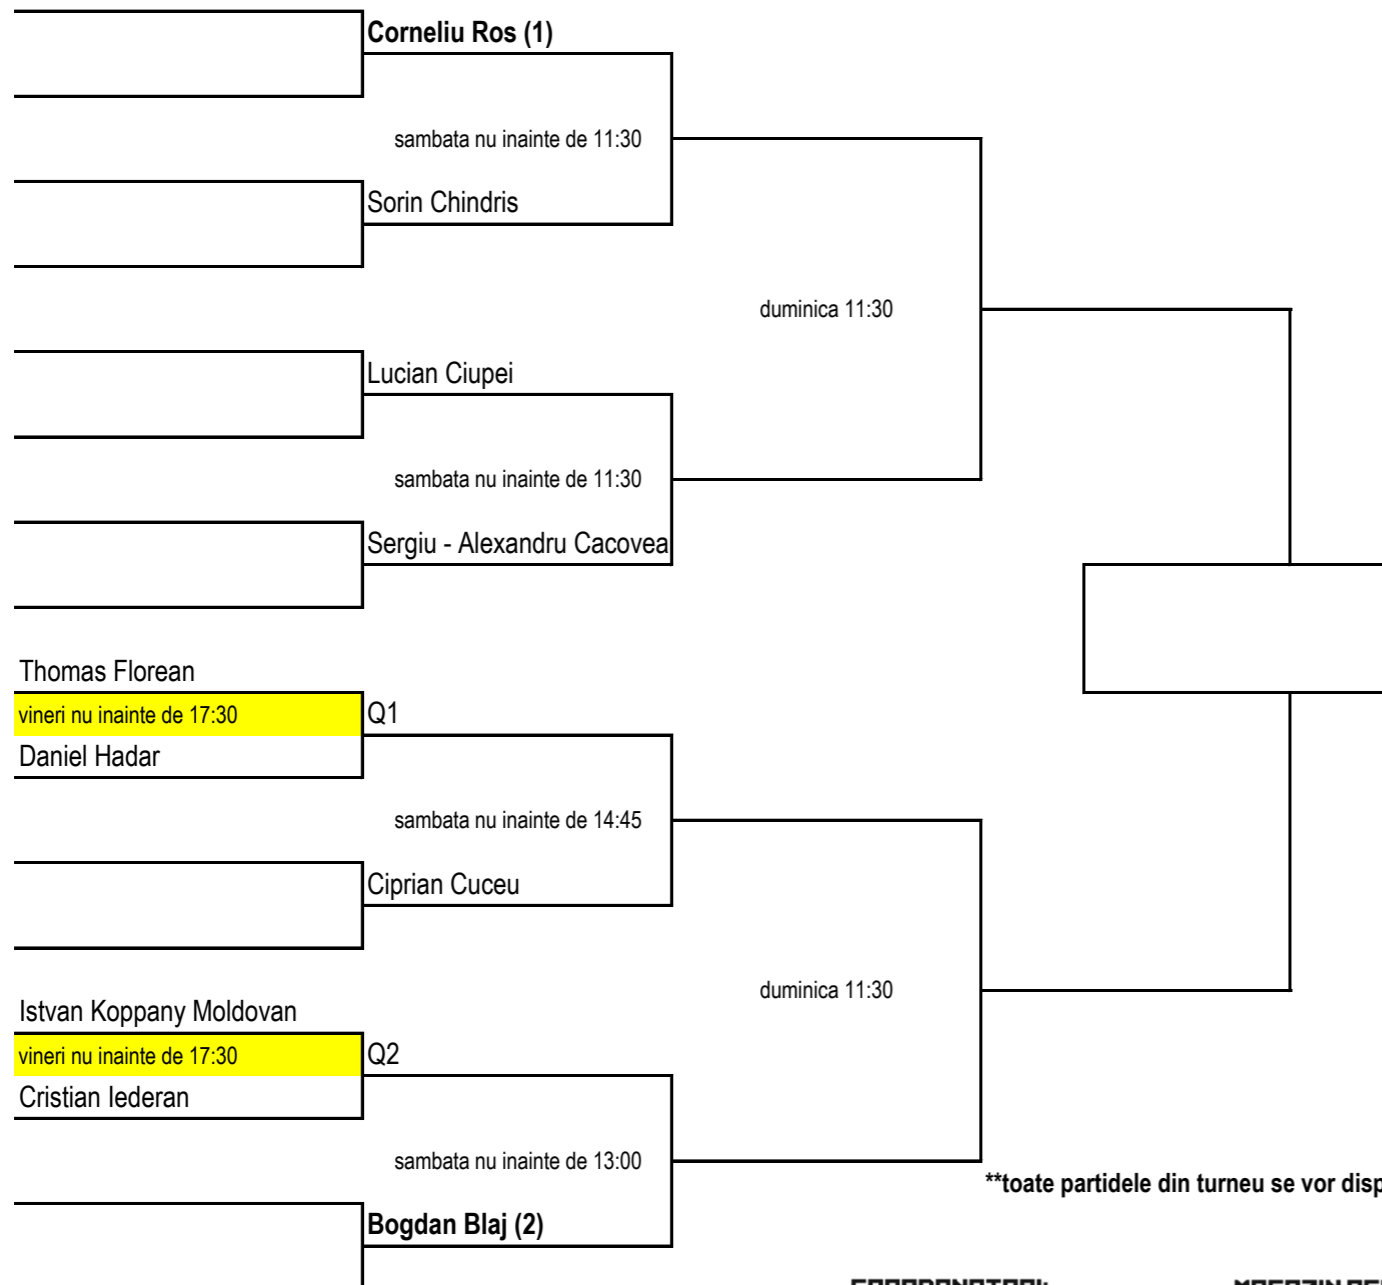 Corneliu Ros (1)
sambata nu inainte de 11:30
Sorin Chindris
duminica 11:30
Lucian Ciupei
sambata nu inainte de 11:30
Sergiu - Alexandru Cacovea
Thomas Florean
vineri nu inainte de 17:30
Q1
Daniel Hadar
sambata nu inainte de 14:45
Ciprian Cuceu
duminica 11:30
Istvan Koppany Moldovan
vineri nu inainte de 17:30
Q2
Cristian Iederan
sambata nu inainte de 13:00
**toate partidele din turneu se vor disp
Bogdan Blaj (2)